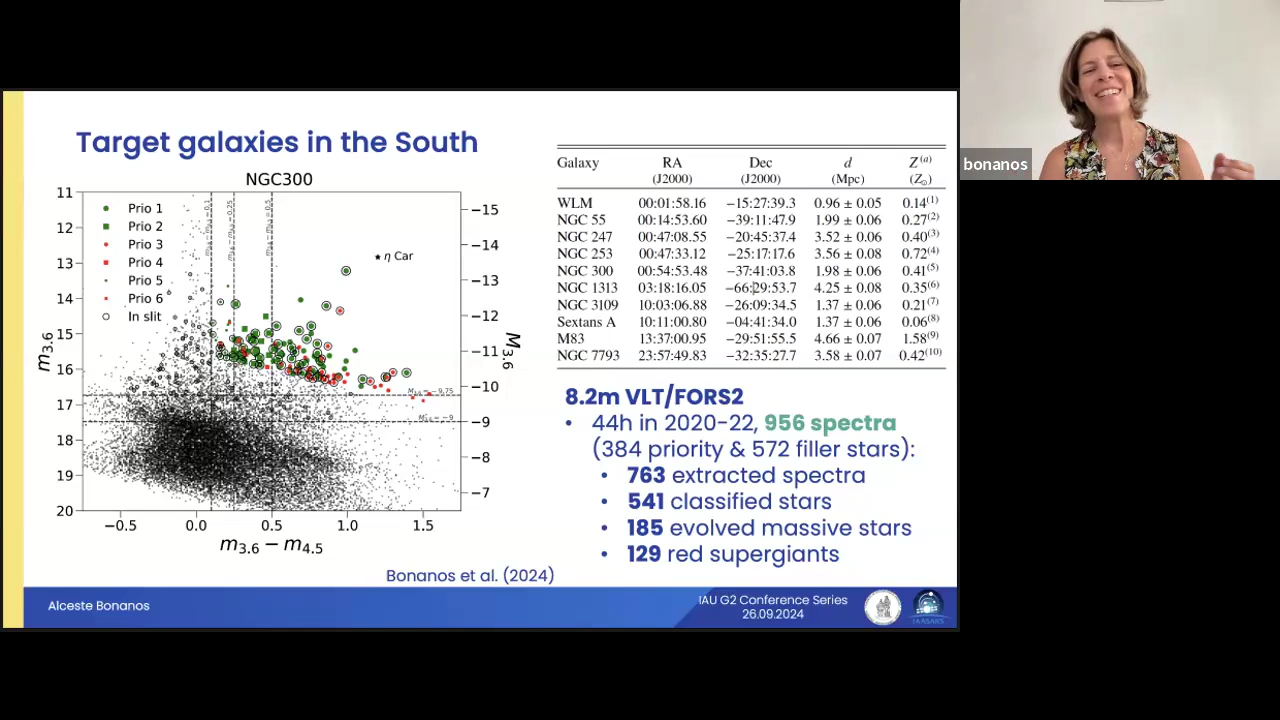 bonanos
Target galaxies in the South
NGC300
11
12
13
14
15
16
17
18
19
20
m3.6
Prio 1
Prio 2
Prio 3
Prio 4
Prio 5
Prio 6
In slit
η Car
M3.6 = −9.75
M3.6 = −9
−15
−14
−13
−12
−11
−10
−9
−8
−7
M3.6
−0.5 0.0 0.5 1.0 1.5
m3.6 − m4.5
Bonanos et al. (2024)
Galaxy RA Dec d Z(a)
(J2000) (J2000) (Mpc) (Z⊙)
WLM 00:01:58.16 −15:27:39.3 0.96 ± 0.05 0.14(1)
NGC 55 00:14:53.60 −39:11:47.9 1.99 ± 0.06 0.27(2)
NGC 247 00:47:08.55 −20:45:37.4 3.52 ± 0.06 0.40(3)
NGC 253 00:47:33.12 −25:17:17.6 3.56 ± 0.08 0.72(4)
NGC 300 00:54:53.48 −37:41:03.8 1.98 ± 0.06 0.41(5)
NGC 1313 03:18:16.05 −66:29:53.7 4.25 ± 0.08 0.35(6)
NGC 3109 10:03:06.88 −26:09:34.5 1.37 ± 0.06 0.21(7)
Sextans A 10:11:00.80 −04:41:34.0 1.37 ± 0.06 0.06(8)
M83 13:37:00.95 −29:51:55.5 4.66 ± 0.07 1.58(9)
NGC 7793 23:57:49.83 −32:35:27.7 3.58 ± 0.07 0.42(10)
8.2m VLT/FORS2
• 44h in 2020-22, 956 spectra
(384 priority & 572 filler stars):
• 763 extracted spectra
• 541 classified stars
• 185 evolved massive stars
• 129 red supergiants
Alceste Bonanos
IAU G2 Conference Series
26.09.2024
IAASARS